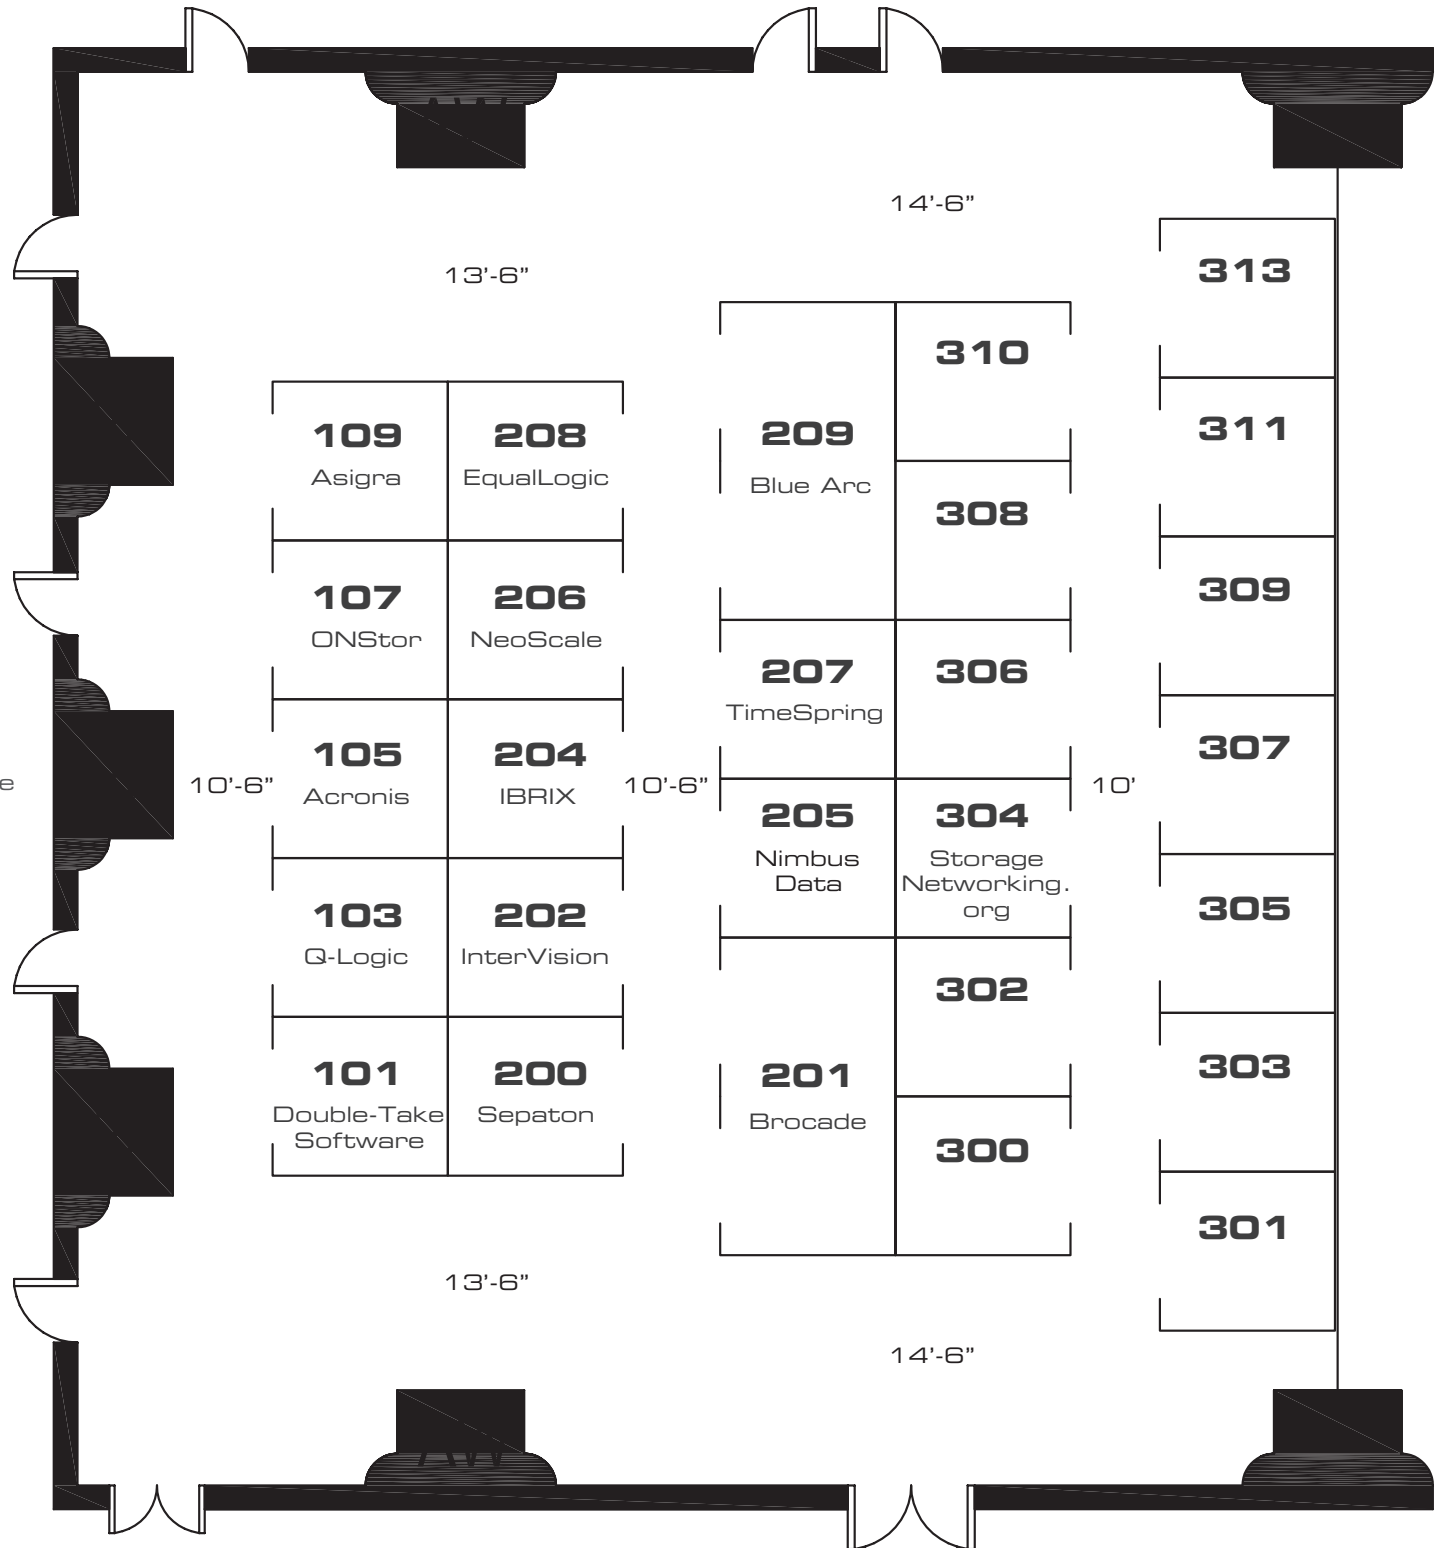 14'-6”
13'-6”
313
310
311
109
208
209
Asigra
EqualLogic
Blue Arc
308
309
107
206
ONStor
NeoScale
207
306
TimeSpring
307
105
204
10'-6”
10'-6”
10'
Acronis
IBRIX
205
304
Nimbus
Data
Storage
Networking.
org
305
103
202
Q-Logic
InterVision
302
303
101
200
201
Double-Take
Software
Sepaton
Brocade
300
301
13'-6”
14'-6”